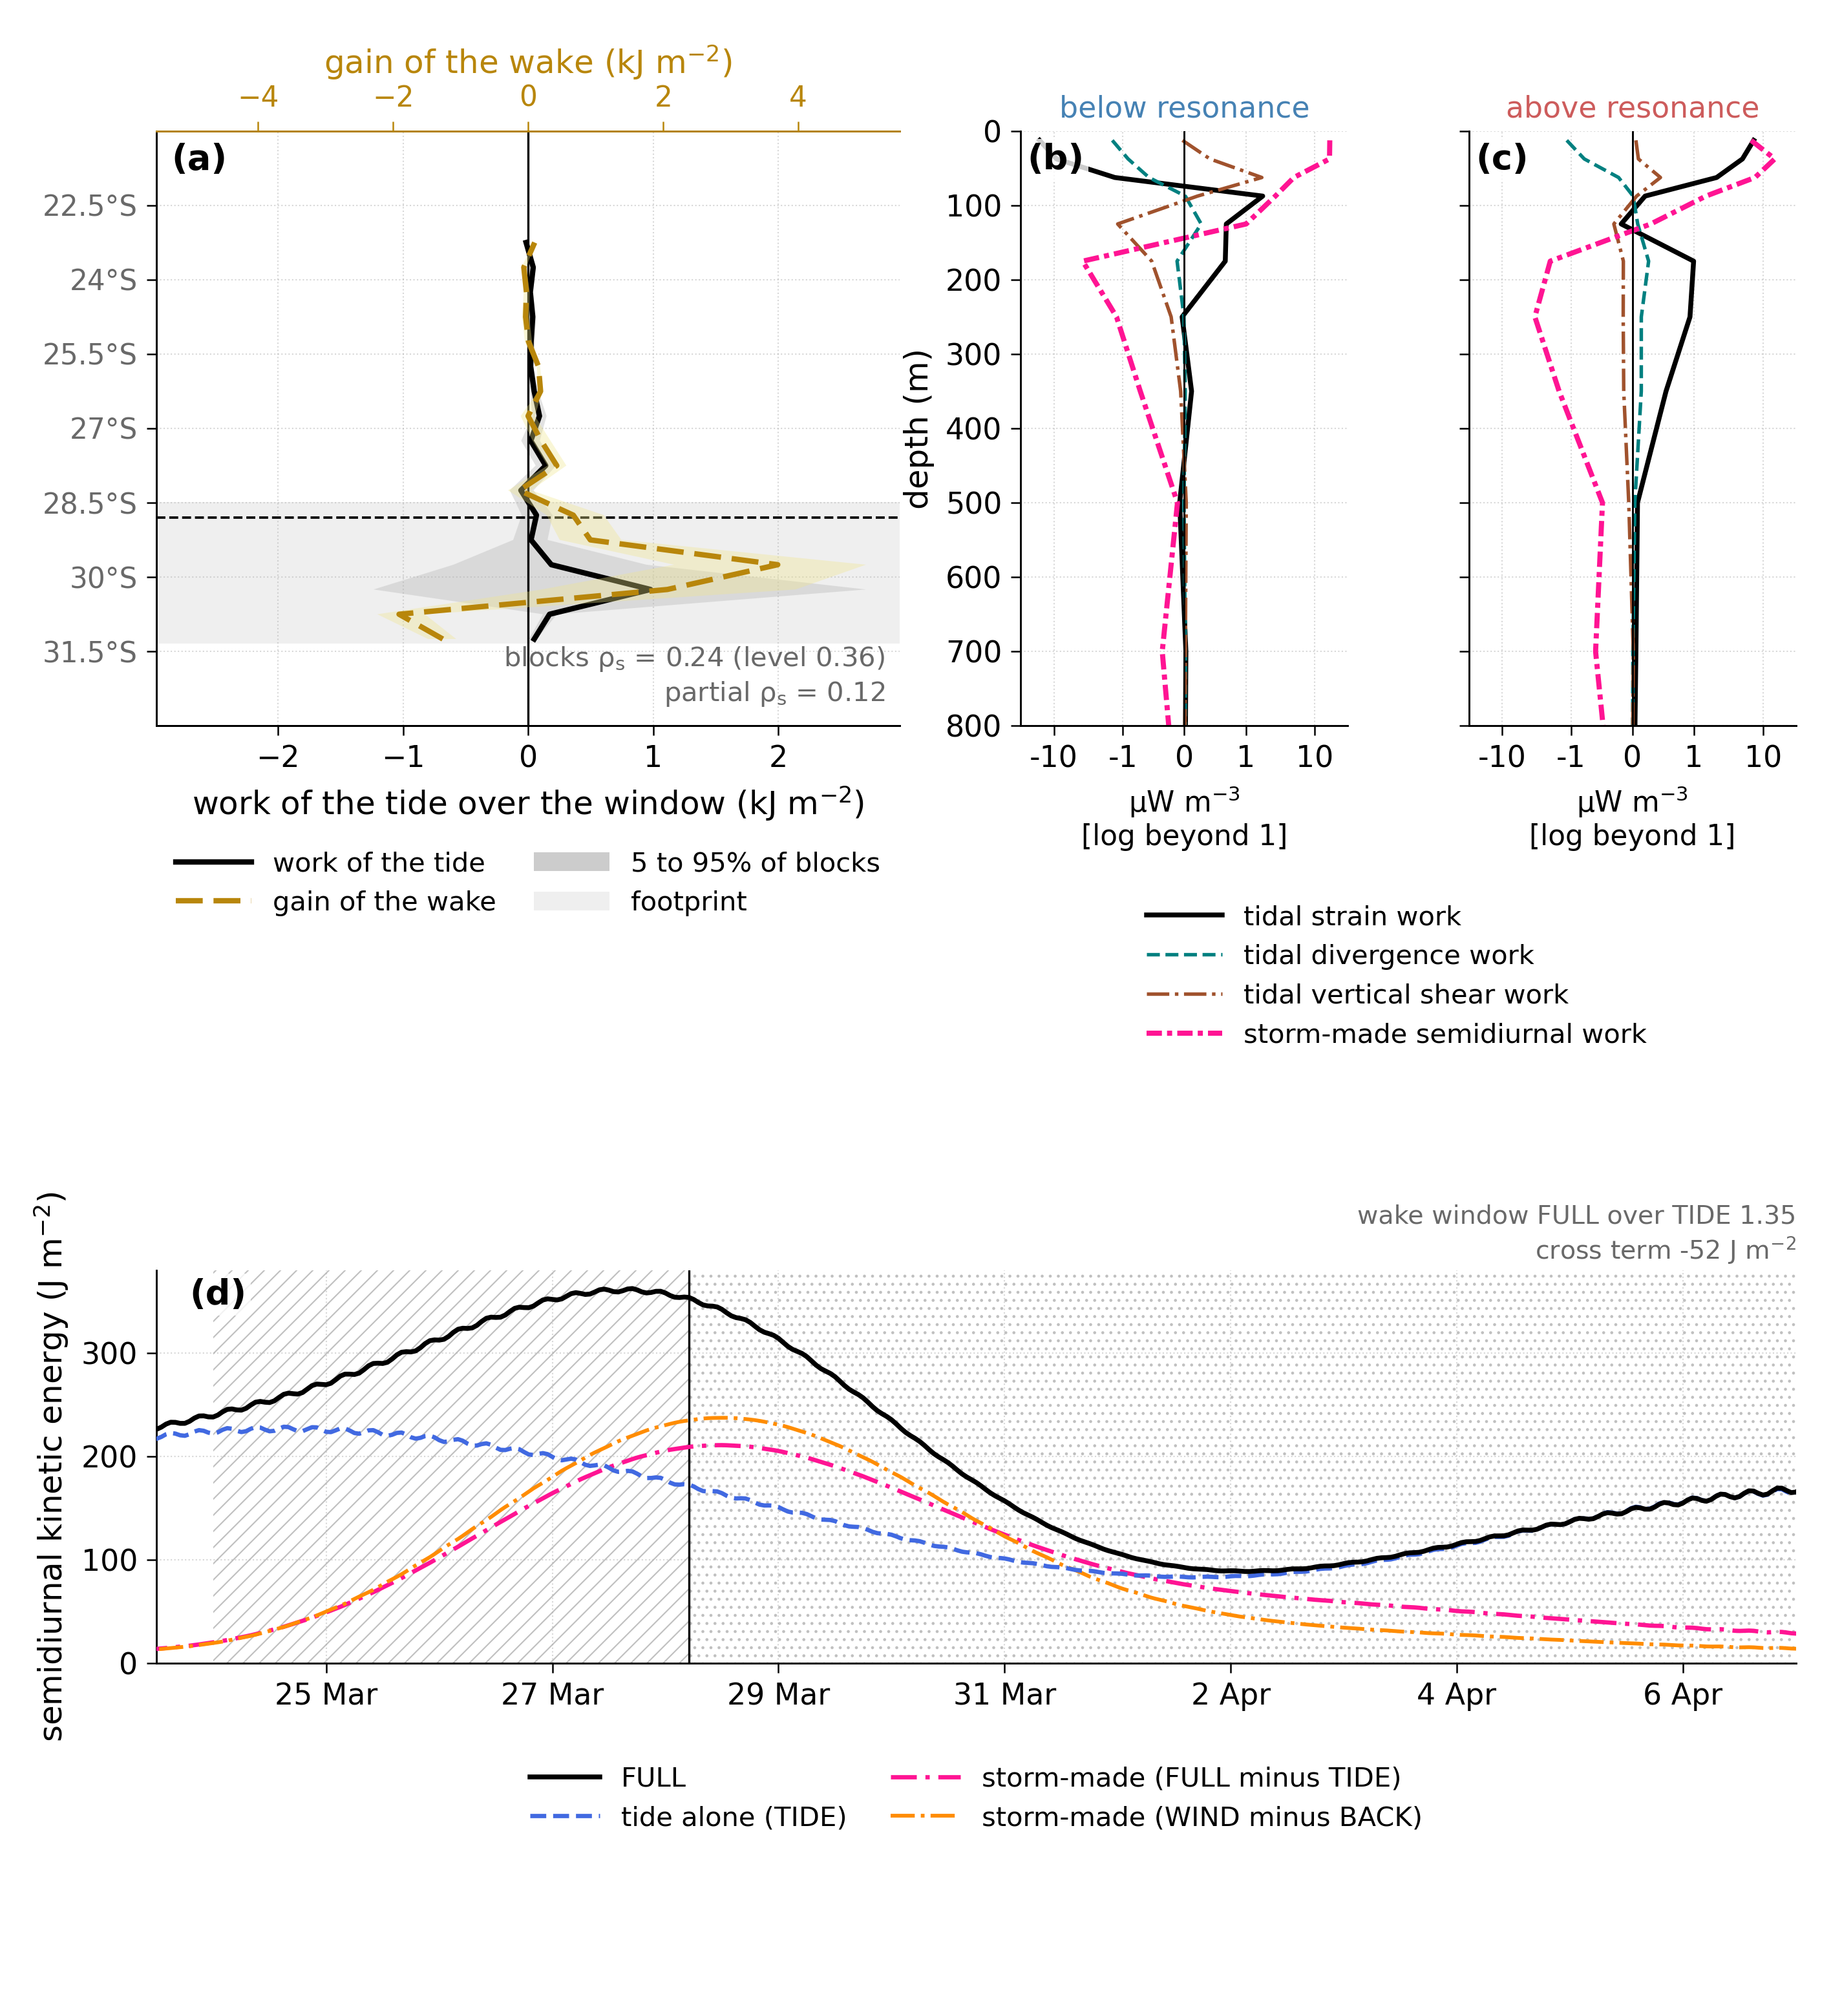 gain of the wake (kJ m⁻²)
−4 −2 0 2 4
(a)
22.5°S
24°S
25.5°S
27°S
28.5°S
30°S
31.5°S
blocks ρₛ = 0.24 (level 0.36)
partial ρₛ = 0.12
−2 −1 0 1 2
work of the tide over the window (kJ m⁻²)
work of the tide
gain of the wake
5 to 95% of blocks
footprint
below resonance
(b)
depth (m)
0
100
200
300
400
500
600
700
800
-10 -1 0 1 10
µW m⁻³
[log beyond 1]
above resonance
(c)
-10 -1 0 1 10
µW m⁻³
[log beyond 1]
tidal strain work
tidal divergence work
tidal vertical shear work
storm-made semidiurnal work
wake window FULL over TIDE 1.35
cross term -52 J m⁻²
(d)
semidiurnal kinetic energy (J m⁻²)
300
200
100
0
25 Mar 27 Mar 29 Mar 31 Mar 2 Apr 4 Apr 6 Apr
FULL
tide alone (TIDE)
storm-made (FULL minus TIDE)
storm-made (WIND minus BACK)